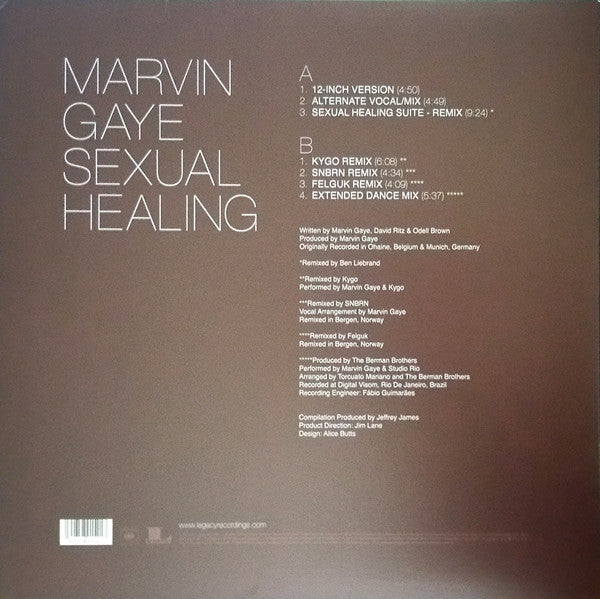 MARVIN
GAYE
SEXUAL
HEALING
A
1. 12-INCH VERSION (4:50)
2. ALTERNATE VOCAL/MIX (4:49)
3. SEXUAL HEALING SUITE - REMIX (9:24) *
B
1. KYGO REMIX (6:08) **
2. SNBRN REMIX (4:34) ***
3. FELGUK REMIX (4:09) ****
4. EXTENDED DANCE MIX (5:37) *****
Written by Marvin Gaye, David Ritz & Odell Brown
Produced by Marvin Gaye
Originally Recorded in Ohaine, Belgium & Munich, Germany
*Remixed by Ben Liebrand
**Remixed by Kygo
Performed by Marvin Gaye & Kygo
***Remixed by SNBRN
Vocal Arrangement by Marvin Gaye
Remixed in Bergen, Norway
****Remixed by Felguk
Remixed in Bergen, Norway
*****Produced by The Berman Brothers
Performed by Marvin Gaye & Studio Rio
Arranged by Torcuato Mariano and The Berman Brothers
Recorded at Digital Visom, Rio De Janeiro, Brazil
Recording Engineer: Fábio Guimarães
Compilation Produced by Jeffrey James
Product Direction: Jim Lane
Design: Alice Butts
www.legacyrecordings.com